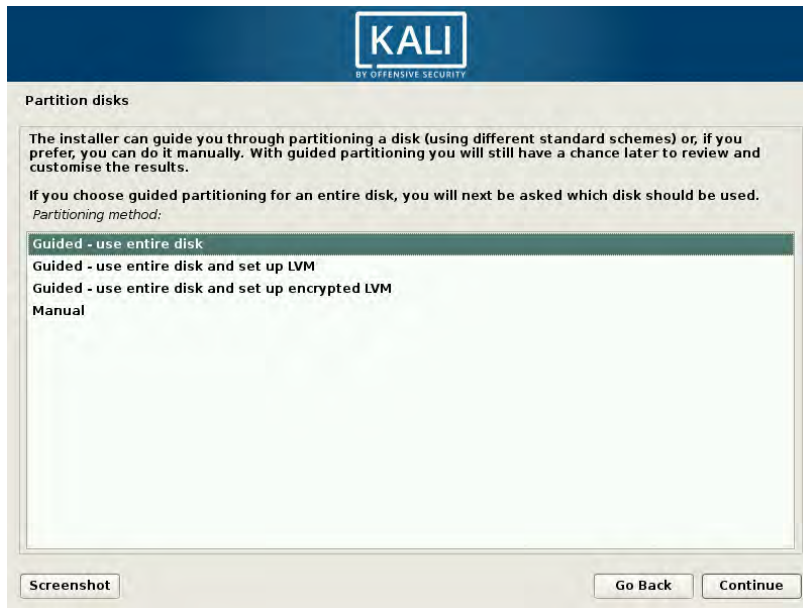 KALI
BY OFFENSIVE SECURITY
Partition disks
The installer can guide you through partitioning a disk (using different standard schemes) or, if you
prefer, you can do it manually. With guided partitioning you will still have a chance later to review and
customise the results.
If you choose guided partitioning for an entire disk, you will next be asked which disk should be used.
Partitioning method:
Guided - use entire disk
Guided - use entire disk and set up LVM
Guided - use entire disk and set up encrypted LVM
Manual
Screenshot
Go Back
Continue